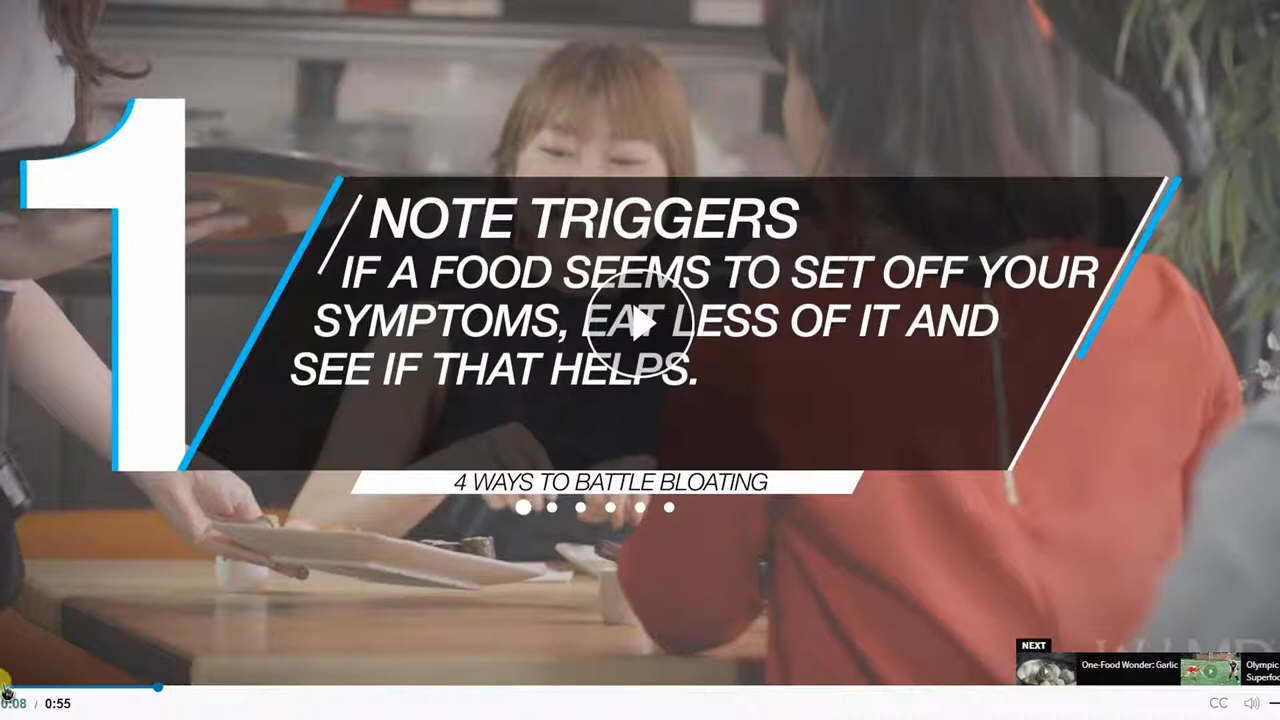 1
NOTE TRIGGERS
IF A FOOD SEEMS TO SET OFF YOUR
SYMPTOMS, EAT LESS OF IT AND
SEE IF THAT HELPS.
4 WAYS TO BATTLE BLOATING
NEXT
One-Food Wonder: Garlic
Olympic
Superfoo
0:08 / 0:55
CC